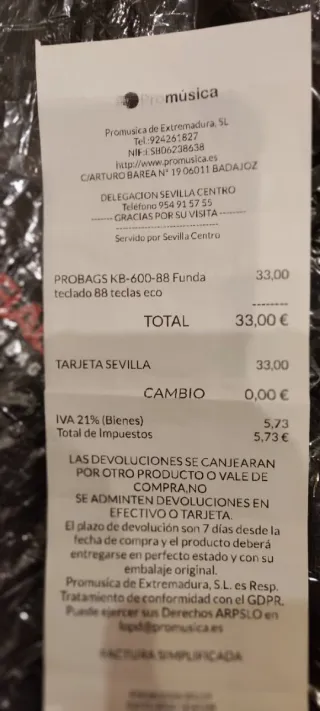 Promúsica
Promusica de Extremadura, SL
Tel.:924261827
NIF:ESB06238638
http://www.promusica.es
C/ARTURO BAREA Nº 19 06011 BADAJOZ
DELEGACION SEVILLA CENTRO
Teléfono 954 91 57 55
------ GRACIAS POR SU VISITA ------
Servido por Sevilla Centro
PROBAGS KB-600-88 Funda 33,00
teclado 88 teclas eco
TOTAL 33,00 €
TARJETA SEVILLA 33,00
CAMBIO 0,00 €
IVA 21% (Bienes) 5,73
Total de Impuestos 5,73 €
LAS DEVOLUCIONES SE CANJEARAN
POR OTRO PRODUCTO O VALE DE
COMPRA,NO
SE ADMINTEN DEVOLUCIONES EN
EFECTIVO O TARJETA.
El plazo de devolución son 7 días desde la
fecha de compra y el producto deberá
entregarse en perfecto estado y con su
embalaje original.
Promusica de Extremadura, S.L. es Resp.
Tratamiento de conformidad con el GDPR.
Puede ejercer sus Derechos ARPSLO en
lopd@promusica.es
FACTURA SIMPLIFICADA